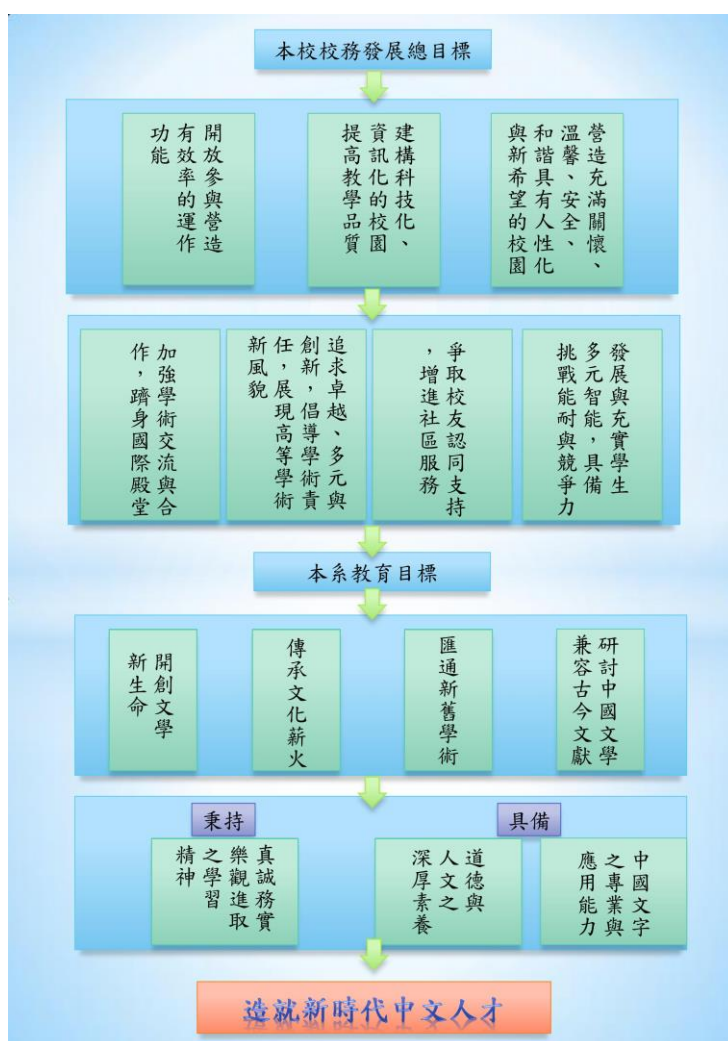 本校校務發展總目標
營造充滿關懷、
溫馨、安全、
和諧具有人性化
與新希望的校園
建構科技化、
資訊化的校園
提高教學品質
開放參與營造
有效率的運作
功能
發展與充實學生
多元智能，具備
挑戰能耐與競爭力
爭取校友認同支持
，增進社區服務
追求卓越、多元與
創新，倡導學術責
任，展現高等學術
新風貌
加強學術交流與合
作，躋身國際殿堂
本系教育目標
研討中國文學
兼容古今文獻
匯通新舊學術
傳承文化薪火
開創文學
新生命
具備
中國文字
之專業與
應用能力
道德與
人文之
深厚素養
秉持
真誠務實
樂觀進取
之學習
精神
造就新時代中文人才